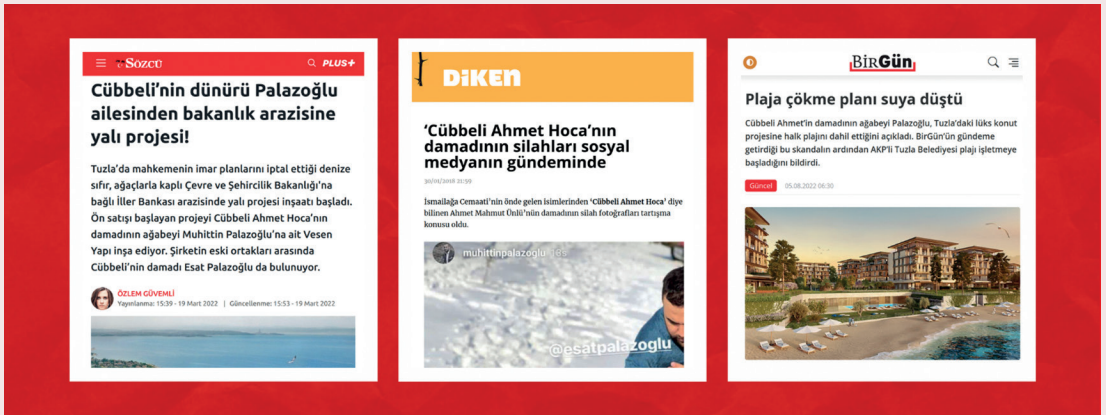 SÖZCÜ
PLUS+
Cübbeli’nin dünürü Palazoğlu
ailesinden bakanlık arazisine
yalı projesi!
Tuzla’da mahkemenin imar planlarını iptal ettiği denize
sıfır, ağaçlarla kaplı Çevre ve Şehircilik Bakanlığı’na
bağlı İller Bankası arazisinde yalı projesi inşaatı başladı.
Ön satışı başlayan projeyi Cübbeli Ahmet Hoca’nın
damadının ağabeyi Muhittin Palazoğlu’na ait Vesen
Yapı inşa ediyor. Şirketin eski ortakları arasında
Cübbeli’nin damadı Esat Palazoğlu da bulunuyor.
ÖZLEM GÜVEMLİ
Yayınlanma: 15:39 - 19 Mart 2022 | Güncellenme: 15:53 - 19 Mart 2022
DİKEN
‘Cübbeli Ahmet Hoca’nın
damadının silahları sosyal
medyanın gündeminde
30/01/2016 21:59
İsmailağa Cemaati’nin önde gelen isimlerinden ‘Cübbeli Ahmet Hoca’ diye
bilinen Ahmet Mahmut Ünlü’nün damadının silah fotoğrafları tartışma
konusu oldu.
muhittinpalazoglu
@esatpalazoglu
BİRGün
Plaja çökme planı suya düştü
Cübbeli Ahmet’in damadının ağabeyi Palazoğlu, Tuzla’daki lüks konut
projesine halk plajını dahil ettiğini açıkladı. BirGün’ün gündeme
getirdiği bu skandalın ardından AKP’li Tuzla Belediyesi plajı işletmeye
başladığını bildirdi.
Güncel
05.08.2022 06:30